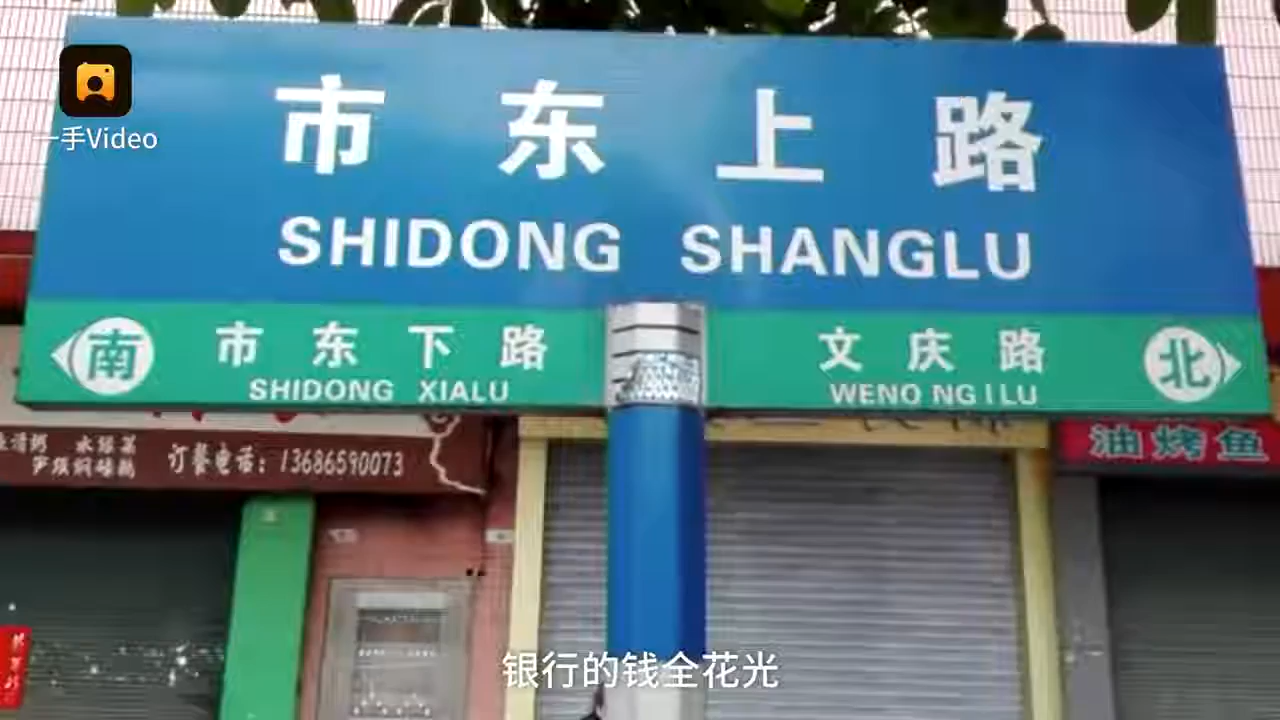 一手Video
市东上路
SHIDONG SHANGLU
南
市东下路
SHIDONG XIALU
文庆路
WENO NG I LU
北
订餐电话：13686590073
油烤鱼
银行的钱全花光